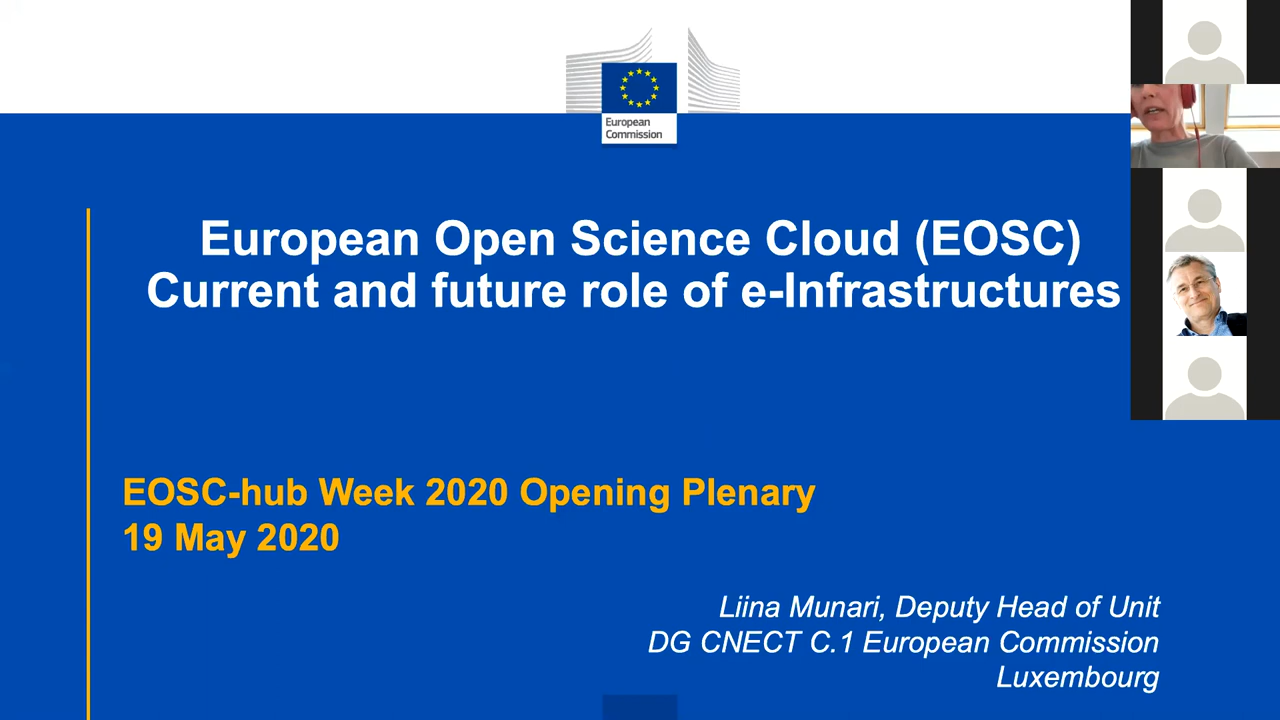 European
Commission
European Open Science Cloud (EOSC)
Current and future role of e-Infrastructures
EOSC-hub Week 2020 Opening Plenary
19 May 2020
Liina Munari, Deputy Head of Unit
DG CNECT C.1 European Commission
Luxembourg